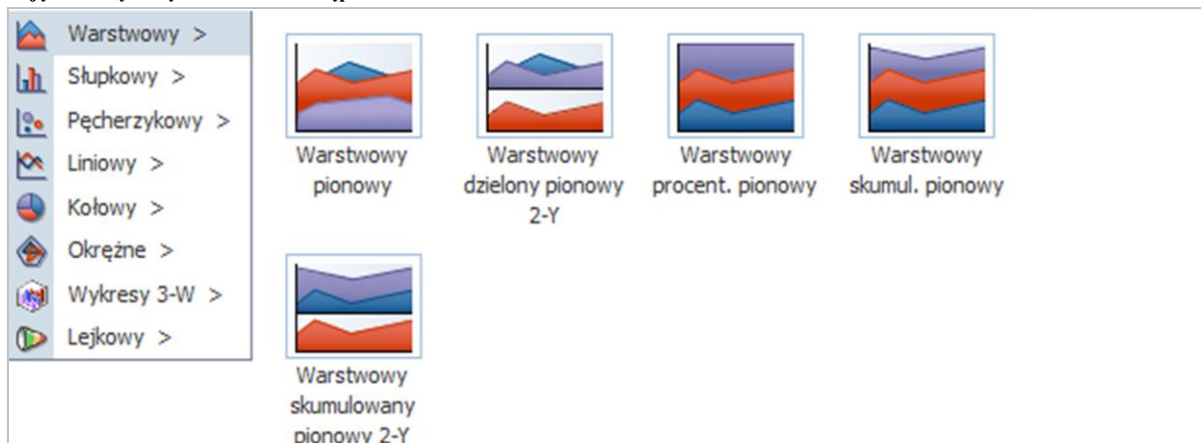 Warstwowy >
Słupkowy >
Pęcherzykowy >
Liniowy >
Kołowy >
Okrężne >
Wykresy 3-W >
Lejkowy >
Warstwowy
pionowy
Warstwowy
dzielony pionowy
2-Y
Warstwowy
procent. pionowy
Warstwowy
skumul. pionowy
Warstwowy
skumulowany
pionowy 2-Y